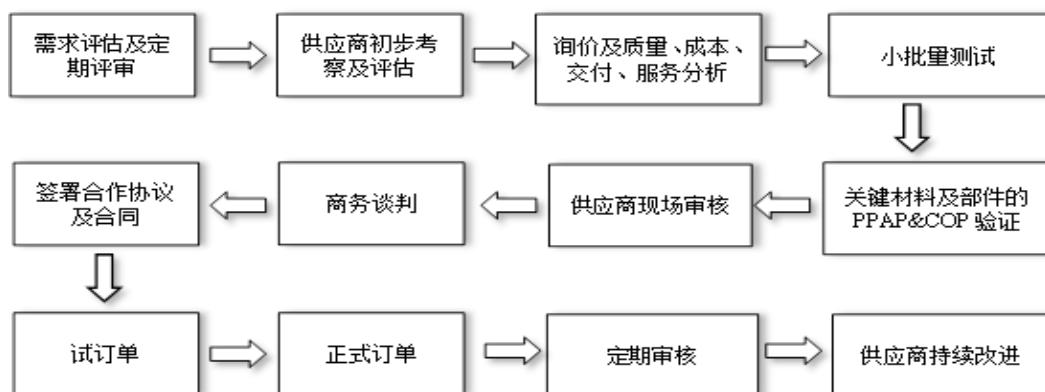 需求评估及定
期评审
供应商初步考
察及评估
询价及质量、成本、
交付、服务分析
小批量测试
关键材料及部件的
PPAP&COP 验证
供应商现场审核
商务谈判
签署合作协议
及合同
试订单
正式订单
定期审核
供应商持续改进